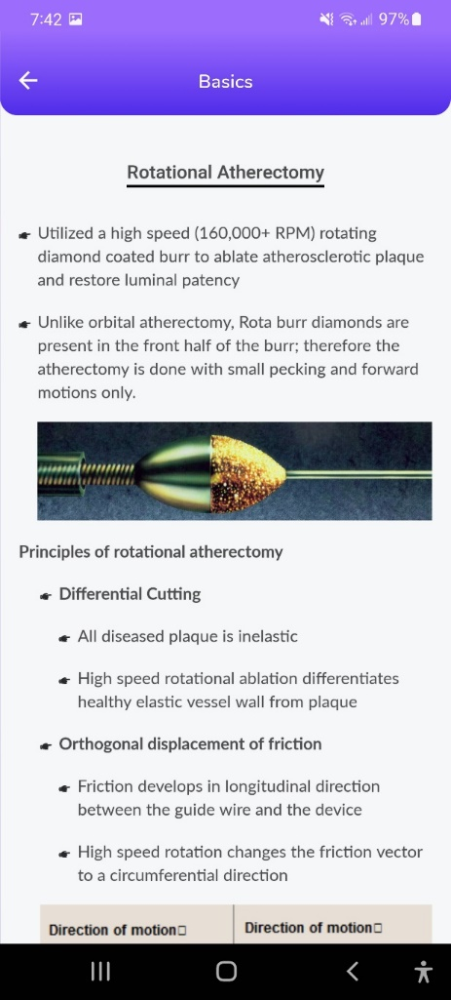 7:42
97%
Basics
Rotational Atherectomy
☛ Utilized a high speed (160,000+ RPM) rotating
diamond coated burr to ablate atherosclerotic plaque
and restore luminal patency
☛ Unlike orbital atherectomy, Rota burr diamonds are
present in the front half of the burr; therefore the
atherectomy is done with small pecking and forward
motions only.
Principles of rotational atherectomy
☛ Differential Cutting
☛ All diseased plaque is inelastic
☛ High speed rotational ablation differentiates
healthy elastic vessel wall from plaque
☛ Orthogonal displacement of friction
☛ Friction develops in longitudinal direction
between the guide wire and the device
☛ High speed rotation changes the friction vector
to a circumferential direction
Direction of motion□
Direction of motion□